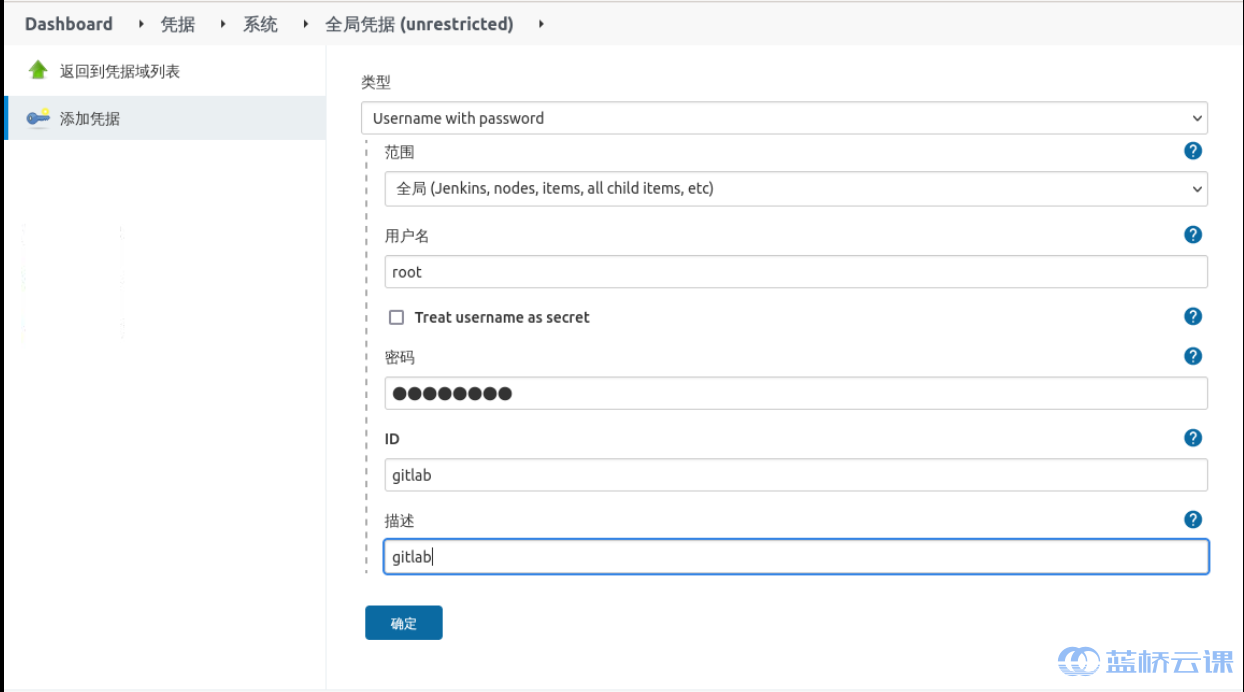 Dashboard 凭据 系统 全局凭据 (unrestricted)
返回到凭据域列表
添加凭据
类型
Username with password
范围
?
全局 (Jenkins, nodes, items, all child items, etc)
用户名
?
root
Treat username as secret
?
密码
?
ID
?
gitlab
描述
?
gitlab
确定
蓝桥云课